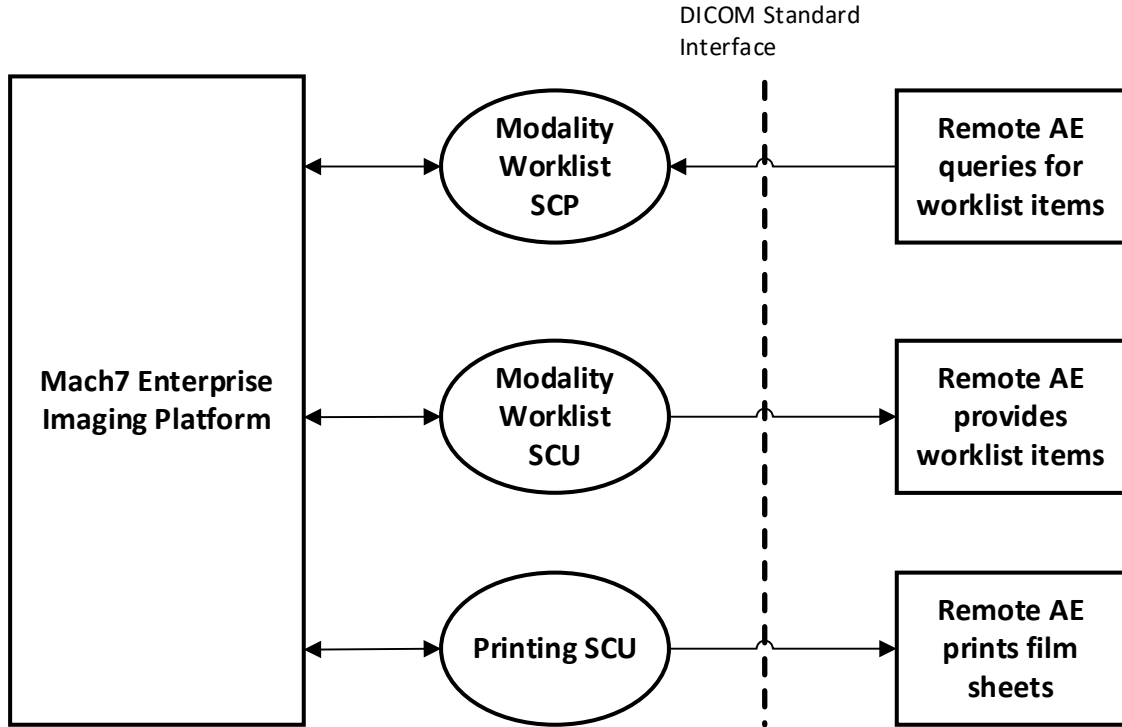 DICOM Standard
Interface
Modality
Worklist
SCP
Remote AE
queries for
worklist items
Mach7 Enterprise
Imaging Platform
Modality
Worklist
SCU
Remote AE
provides
worklist items
Printing SCU
Remote AE
prints film
sheets